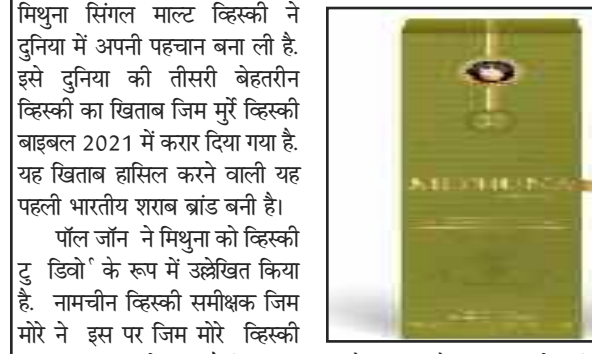 मिथुना सिंगल माल्ट व्हिस्की ने
दुनिया में अपनी पहचान बना ली है.
इसे दुनिया की तीसरी बेहतरीन
व्हिस्की का खिताब जिम मुर्रे व्हिस्की
बाइबल 2021 में करार दिया गया है.
यह खिताब हासिल करने वाली यह
पहली भारतीय शराब ब्रांड बनी है।
पॉल जॉन ने मिथुना को व्हिस्की
टु डिवो र् के रूप में उल्लेखित किया
है. नामचीन व्हिस्की समीक्षक जिम
मोरे ने इस पर जिम मोरे व्हिस्की
MITHUNA